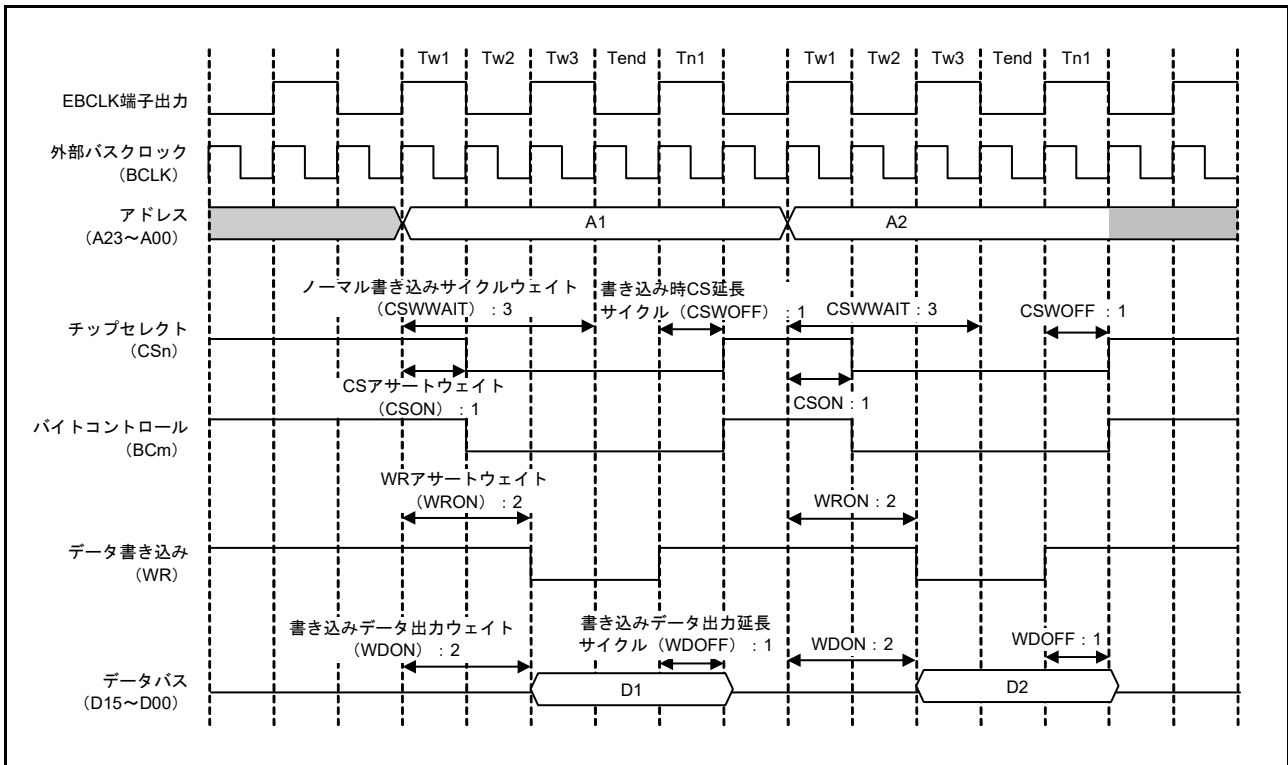 Tw1 Tw2 Tw3 Tend Tn1 Tw1 Tw2 Tw3 Tend Tn1
EBCLK端子出力
外部バスクロック
（BCLK）
アドレス
（A23～A00）
A1 A2
ノーマル書き込みサイクルウェイト
（CSWWAIT）：3
書き込み時CS延長
サイクル（CSWOFF）：1
CSWWAIT：3
CSWOFF：1
チップセレクト
（CSn）
CSアサートウェイト
（CSON）：1
CSON：1
バイトコントロール
（BCm）
WRアサートウェイト
（WRON）：2
WRON：2
データ書き込み
（WR）
書き込みデータ出力ウェイト
（WDON）：2
書き込みデータ出力延長
サイクル（WDOFF）：1
WDON：2
WDOFF：1
データバス
（D15～D00）
D1 D2